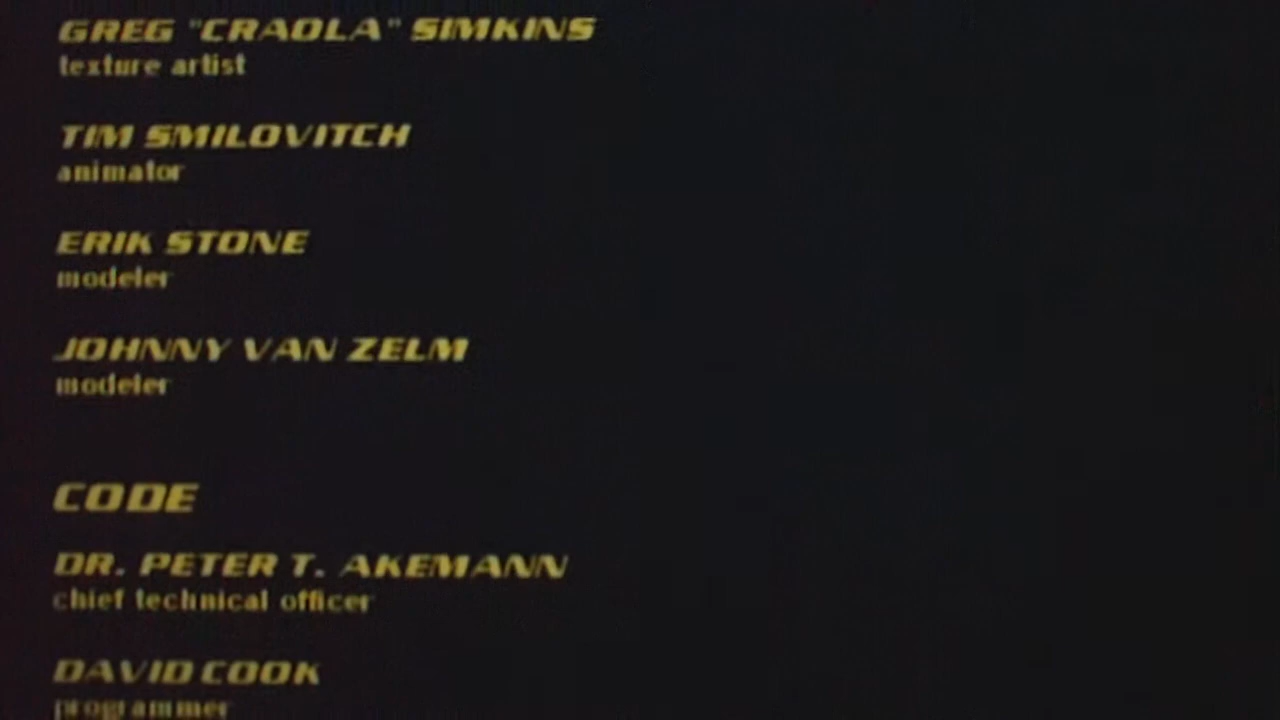 GREG "CRAOLA" SIMKINS
texture artist
TIM SMILOVITCH
animator
ERIK STONE
modeler
JOHNNY VAN ZELM
modeler
CODE
DR. PETER T. AKEMANN
chief technical officer
DAVID COOK
programmer